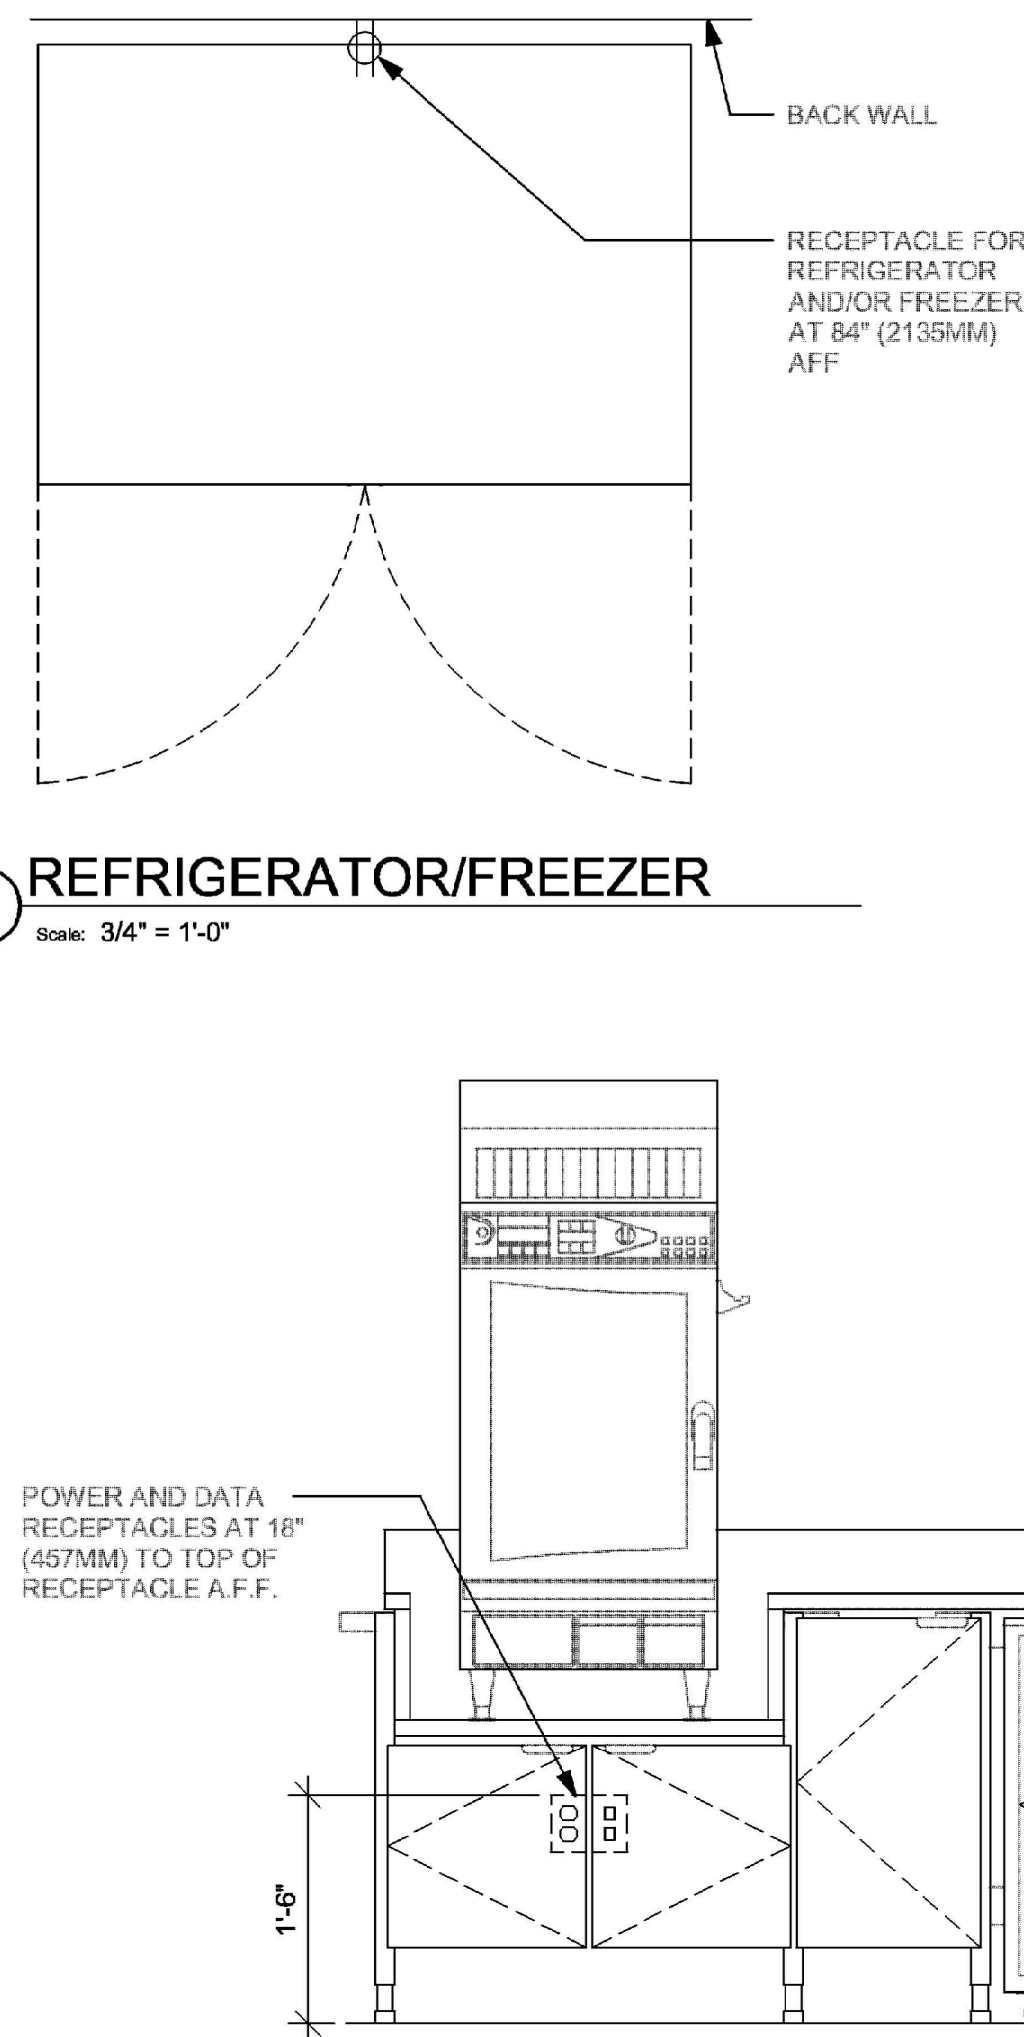 BACK WALL
RECEPTACLE FOR
REFRIGERATOR
AND/OR FREEZER
AT 84" (2135MM)
AFF
REFRIGERATOR/FREEZER
Scale: 3/4" = 1'-0"
POWER AND DATA
RECEPTACLES AT 18"
(457MM) TO TOP OF
RECEPTACLE A.F.F.
1'-6"